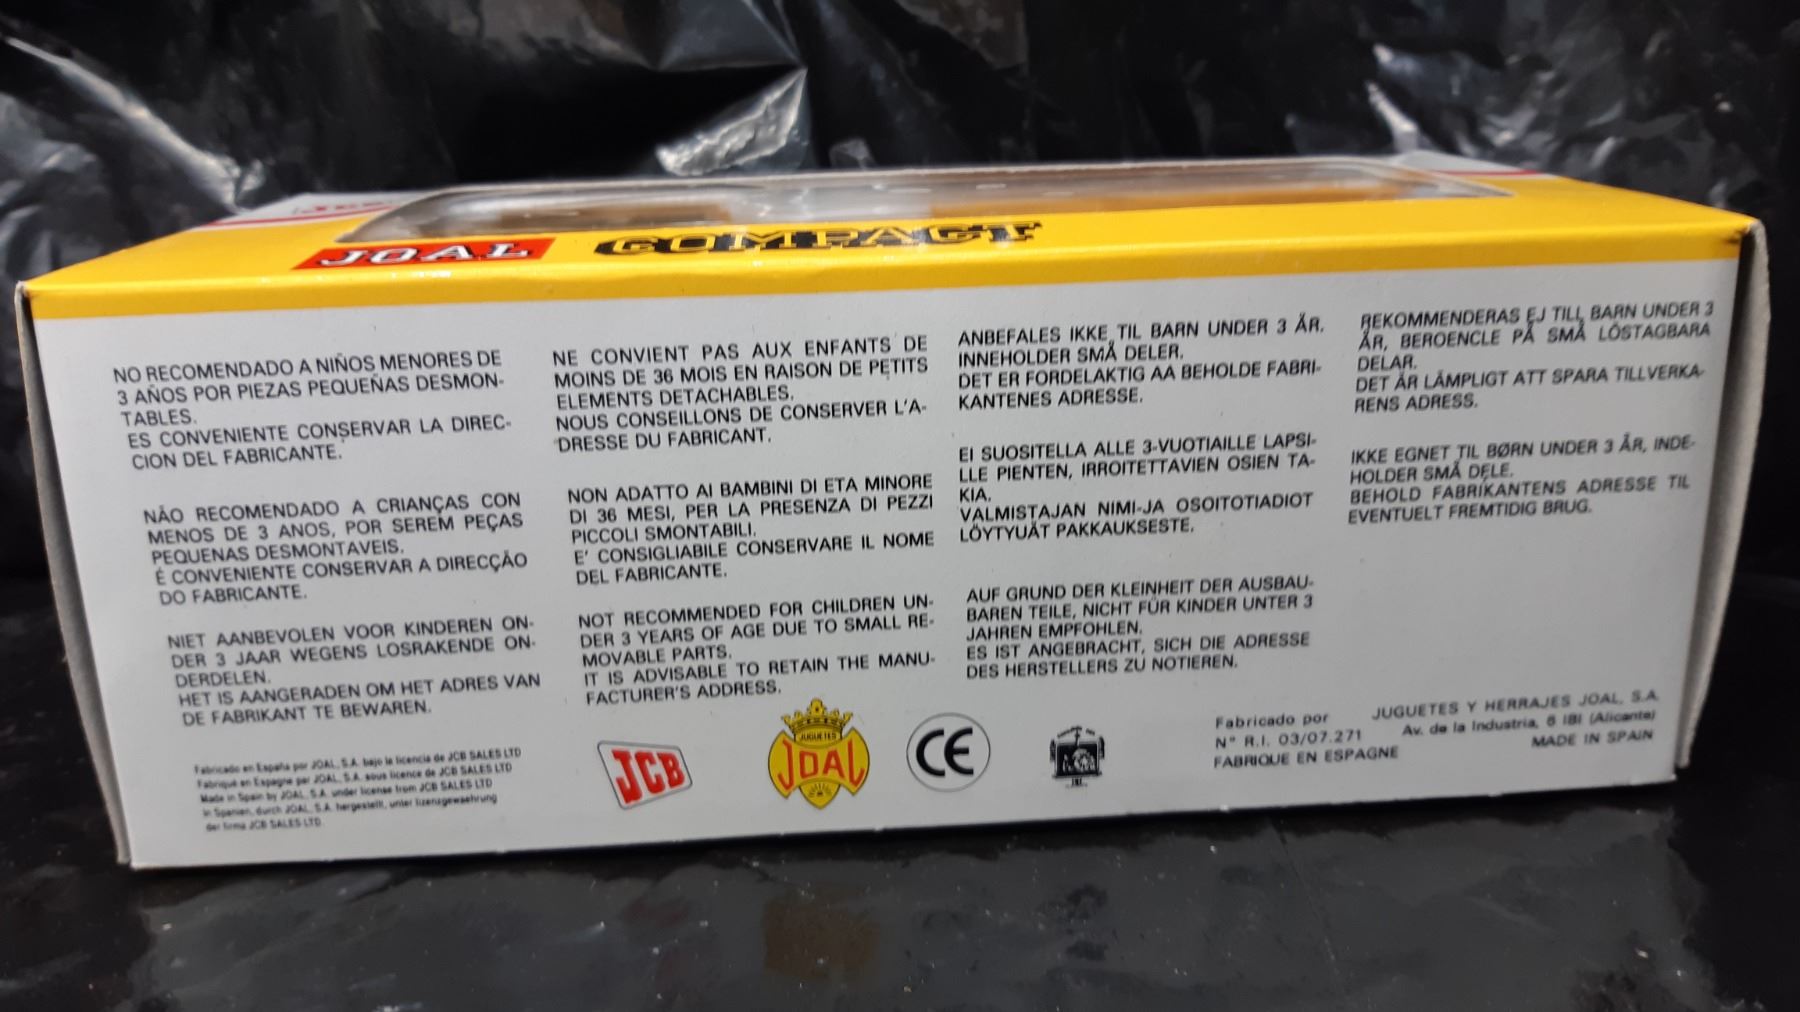 JOAL COMPACT
NO RECOMENDADO A NIÑOS MENORES DE
3 AÑOS POR PIEZAS PEQUEÑAS DESMON-
TABLES.
ES CONVENIENTE CONSERVAR LA DIREC-
CION DEL FABRICANTE.
NÃO RECOMENDADO A CRIANÇAS CON
MENOS DE 3 ANOS, POR SEREM PEÇAS
PEQUENAS DESMONTAVEIS.
É CONVENIENTE CONSERVAR A DIRECÇÃO
DO FABRICANTE.
NIET AANBEVOLEN VOOR KINDEREN ON-
DER 3 JAAR WEGENS LOSRAKENDE ON-
DERDELEN.
HET IS AANGERADEN OM HET ADRES VAN
DE FABRIKANT TE BEWAREN.
Fabricado en España por JOAL, S.A. bajo la licencia de JCB SALES LTD
Fabriqué en Espagne par JOAL, S.A. sous licence de JCB SALES LTD
Made in Spain by JOAL, S.A. under license from JCB SALES LTD
in Spanien, durch JOAL, S.A. hergestellt, unter lizenzgewaehrung
der firma JCB SALES LTD.
NE CONVIENT PAS AUX ENFANTS DE
MOINS DE 36 MOIS EN RAISON DE PETITS
ELEMENTS DETACHABLES.
NOUS CONSEILLONS DE CONSERVER L'A-
DRESSE DU FABRICANT.
NON ADATTO AI BAMBINI DI ETA MINORE
DI 36 MESI, PER LA PRESENZA DI PEZZI
PICCOLI SMONTABILI.
E' CONSIGLIABILE CONSERVARE IL NOME
DEL FABRICANTE.
NOT RECOMMENDED FOR CHILDREN UN-
DER 3 YEARS OF AGE DUE TO SMALL RE-
MOVABLE PARTS.
IT IS ADVISABLE TO RETAIN THE MANU-
FACTURER'S ADDRESS.
ANBEFALES IKKE TIL BARN UNDER 3 ÅR.
INNEHOLDER SMÅ DELER.
DET ER FORDELAKTIG AA BEHOLDE FABRI-
KANTENES ADRESSE.
EI SUOSITELLA ALLE 3-VUOTIAILLE LAPSI-
LLE PIENTEN, IRROITETTAVIEN OSIEN TA-
KIA.
VALMISTAJAN NIMI-JA OSOITOTIADIOT
LÖYTYUÄT PAKKAUKSESTE.
AUF GRUND DER KLEINHEIT DER AUSBAU-
BAREN TEILE, NICHT FÜR KINDER UNTER 3
JAHREN EMPFOHLEN.
ES IST ANGEBRACHT, SICH DIE ADRESSE
DES HERSTELLERS ZU NOTIEREN.
REKOMMENDERAS EJ TILL BARN UNDER 3
ÅR, BEROENCLE PÅ SMÅ LÖSTAGBARA
DELAR.
DET ÄR LÄMPLIGT ATT SPARA TILLVERKA-
RENS ADRESS.
IKKE EGNET TIL BØRN UNDER 3 ÅR, INDE-
HOLDER SMÅ DELE.
BEHOLD FABRIKANTENS ADRESSE TIL
EVENTUELT FREMTIDIG BRUG.
JCB
JUGUETES
JOAL
CE
Fabricado por JUGUETES Y HERRAJES JOAL, S.A.
N° R.I. 03/07.271 Av. de la Industria, 6 IBI (Alicante)
FABRIQUE EN ESPAGNE MADE IN SPAIN